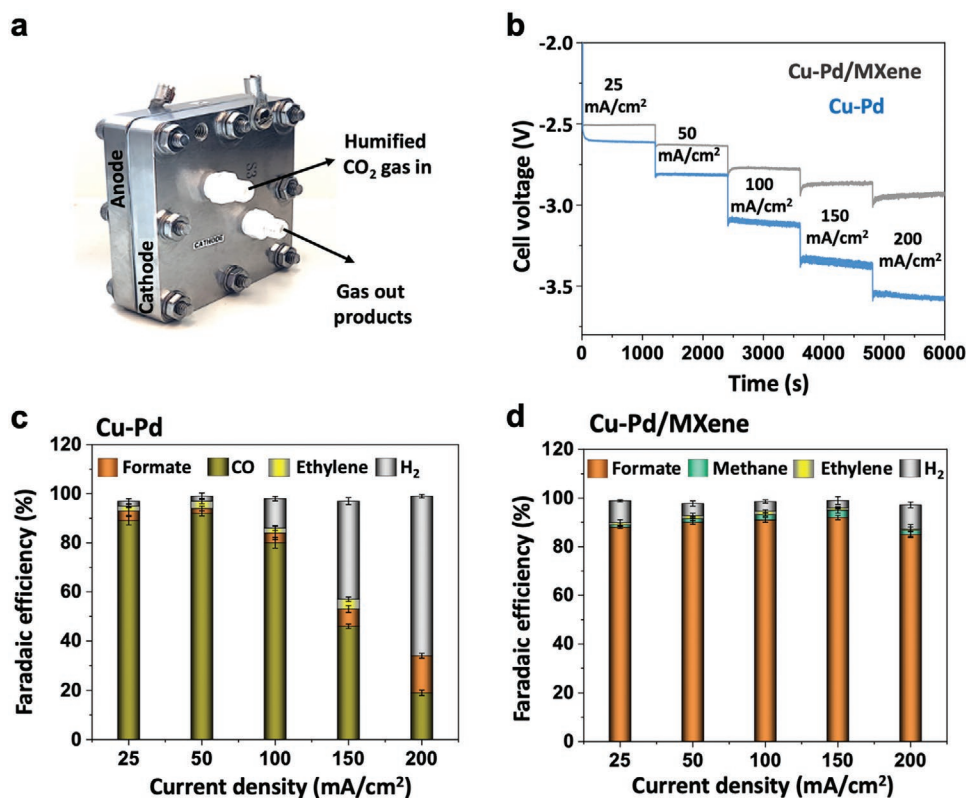 a
Anode
Cathode
CATHODE
Humified
CO₂ gas in
Gas out
products
b
Cell voltage (V)
-2.0
-2.5
-3.0
-3.5
Cu-Pd/MXene
Cu-Pd
25
mA/cm²
50
mA/cm²
100
mA/cm²
150
mA/cm²
200
mA/cm²
0 1000 2000 3000 4000 5000 6000
Time (s)
c
Cu-Pd
Faradaic efficiency (%)
120
100
80
60
40
20
0
Formate CO Ethylene H₂
25 50 100 150 200
Current density (mA/cm²)
d
Cu-Pd/MXene
Faradaic efficiency (%)
120
100
80
60
40
20
0
Formate Methane Ethylene H₂
25 50 100 150 200
Current density (mA/cm²)